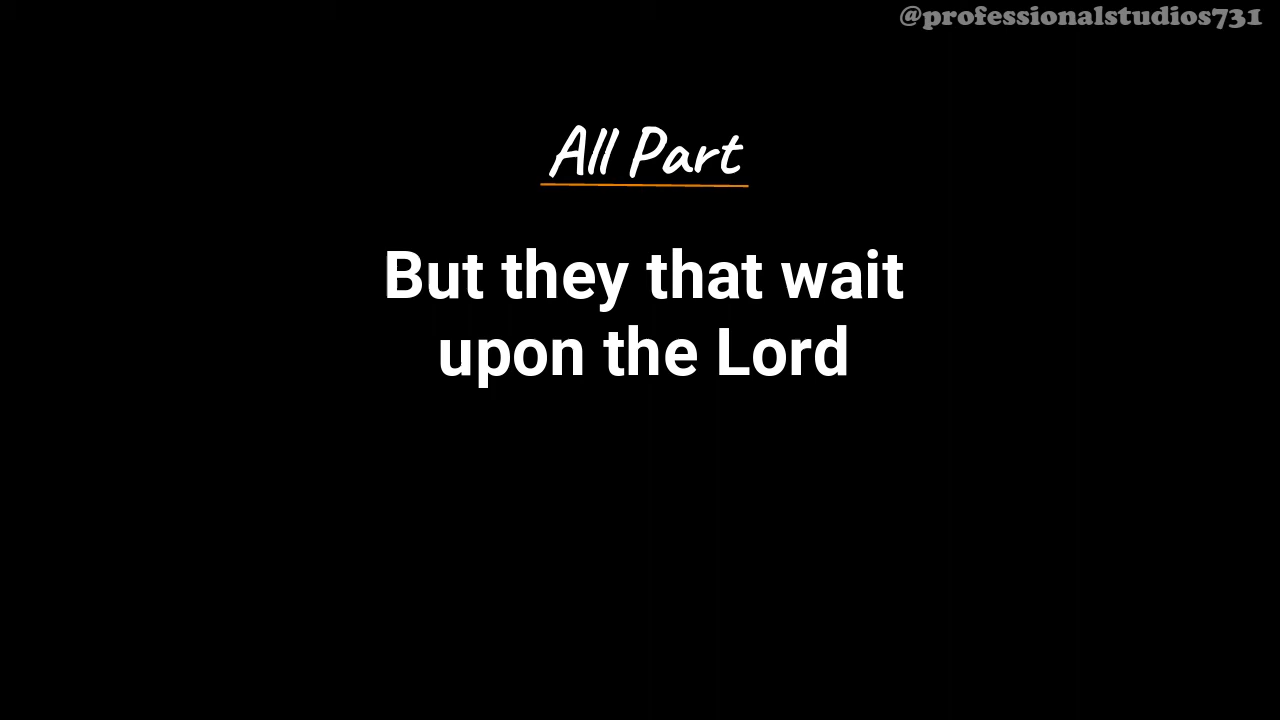 @professionalstudios731
All Part
But they that wait
upon the Lord